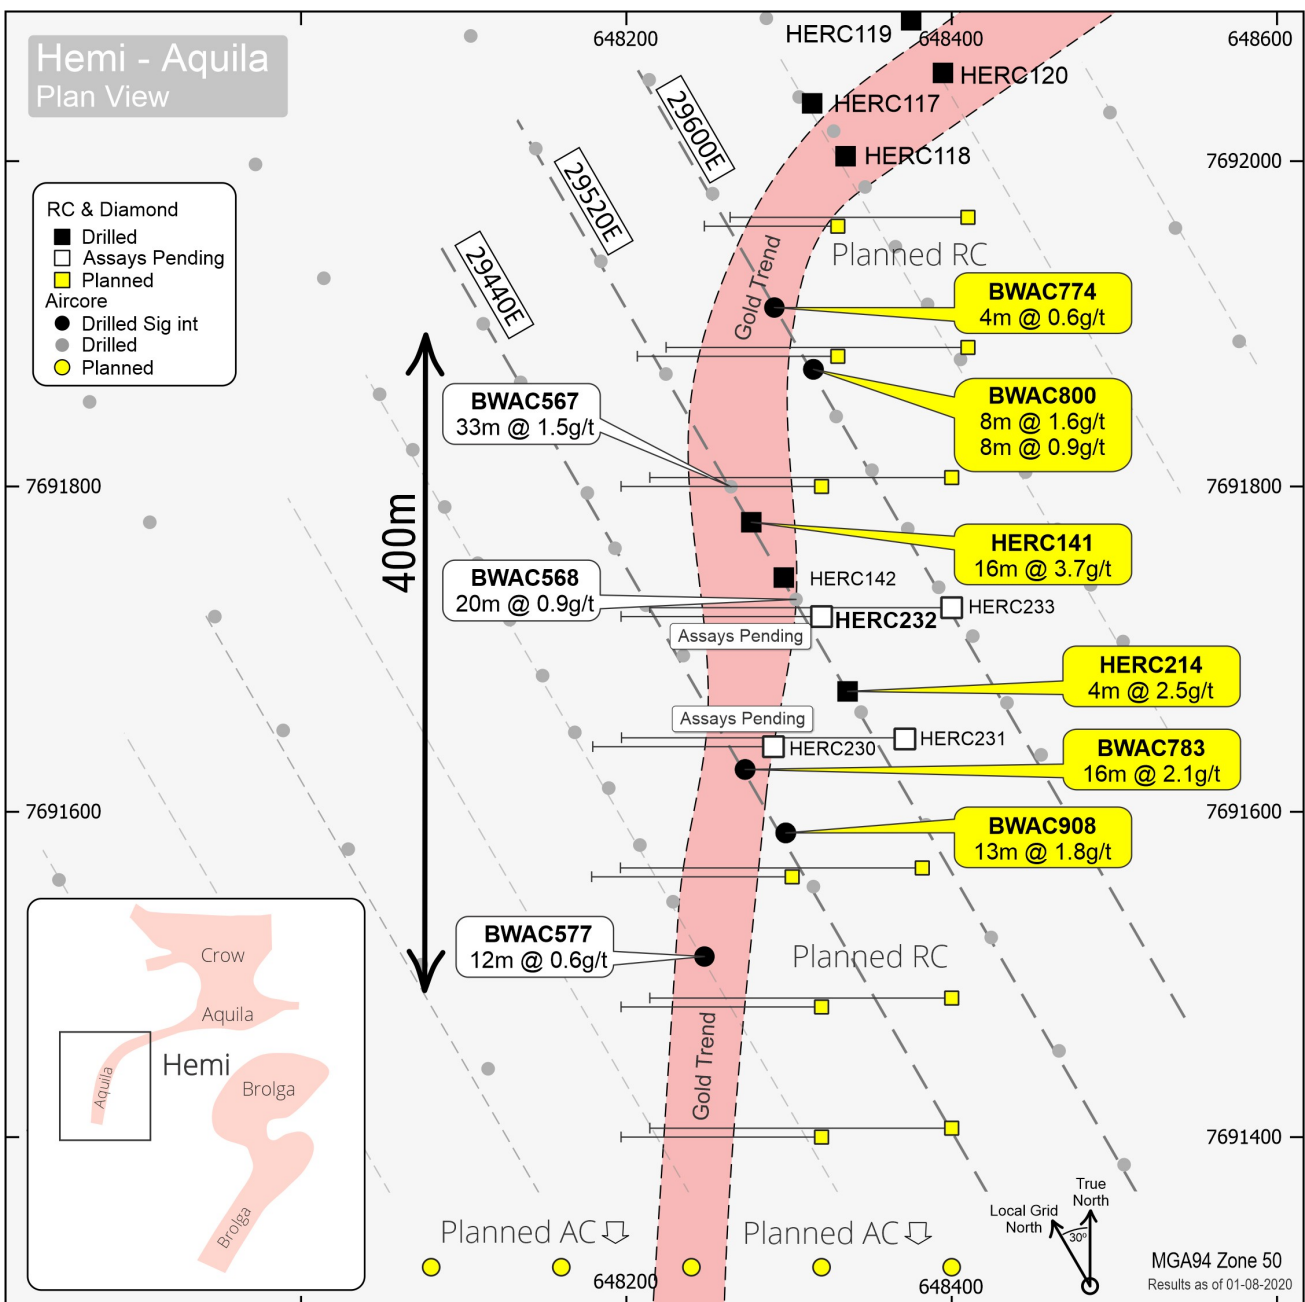 Hemi - Aquila
Plan View
648200
648400
648600
HERC119
HERC120
HERC117
HERC118
7692000
29600E
29520E
29440E
RC & Diamond
Drilled
Assays Pending
Planned
Aircore
Drilled Sig int
Drilled
Planned
Planned RC
Gold Trend
BWAC774
4m @ 0.6g/t
BWAC800
8m @ 1.6g/t
8m @ 0.9g/t
BWAC567
33m @ 1.5g/t
7691800
7691800
400m
HERC141
16m @ 3.7g/t
BWAC568
20m @ 0.9g/t
HERC142
HERC233
HERC232
Assays Pending
HERC214
4m @ 2.5g/t
Assays Pending
HERC230
HERC231
BWAC783
16m @ 2.1g/t
7691600
7691600
BWAC908
13m @ 1.8g/t
BWAC577
12m @ 0.6g/t
Planned RC
Gold Trend
Crow
Aquila
Hemi
Aquila
Brolga
Brolga
7691400
True
North
Local Grid
North
30º
Planned AC
Planned AC
648200
648400
MGA94 Zone 50
Results as of 01-08-2020